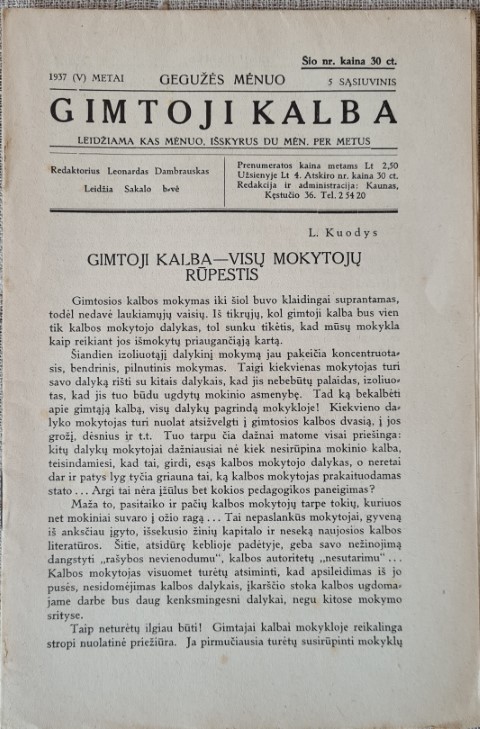 Šio nr. kaina 30 ct.
1937 (V) METAI GEGUŽĖS MĖNUO 5 SĄSIUVINIS
GIMTOJI KALBA
LEIDŽIAMA KAS MĖNUO, IŠSKYRUS DU MĖN. PER METUS
Redaktorius Leonardas Dambrauskas
Leidžia Sakalo b-vė
Prenumeratos kaina metams Lt 2,50
Užsienyje Lt 4. Atskiro nr. kaina 30 ct.
Redakcija ir administracija: Kaunas,
Kęstučio 36. Tel. 2 54 20
L. Kuodys
GIMTOJI KALBA—VISŲ MOKYTOJŲ
RŪPESTIS
Gimtosios kalbos mokymas iki šiol buvo klaidingai suprantamas,
todėl nedavė laukiamųjų vaisių. Iš tikrųjų, kol gimtoji kalba bus vien
tik kalbos mokytojo dalykas, tol sunku tikėtis, kad mūsų mokykla
kaip reikiant jos išmokytų priaugančiąją kartą.
Šiandien izoliuotąjį dalykinį mokymą jau pakeičia koncentruota-
sis, bendrinis, pilnutinis mokymas. Taigi kiekvienas mokytojas turi
savo dalyką rišti su kitais dalykais, kad jis nebebūtų palaidas, izoliuo-
tas, kad jis tuo būdu ugdytų mokinio asmenybę. Tad ką bekalbėti
apie gimtąją kalbą, visų dalykų pagrindą mokykloje! Kiekvieno da-
lyko mokytojas turi nuolat atsižvelgti į gimtosios kalbos dvasią, į jos
grožį, dėsnius ir t.t. Tuo tarpu čia dažnai matome visai priešinga:
kitų dalykų mokytojai dažniausiai nė kiek nesirūpina mokinio kalba,
teisindamiesi, kad tai, girdi, esąs kalbos mokytojo dalykas, o neretai
dar ir patys lyg tyčia griauna tai, ką kalbos mokytojas prakaituodamas
stato ... Argi tai nėra įžūlus bet kokios pedagogikos paneigimas?
Maža to, pasitaiko ir pačių kalbos mokytojų tarpe tokių, kuriuos
net mokiniai suvaro į ožio ragą ... Tai nepaslankūs mokytojai, gyveną
iš anksčiau įgyto, išsekusio žinių kapitalo ir neseką naujosios kalbos
literatūros. Šitie, atsidūrę keblioje padėtyje, geba savo nežinojimą
dangstyti „rašybos nevienodumu", kalbos autoritetų „nesutarimu" ...
Kalbos mokytojas visuomet turėtų atsiminti, kad apsileidimas iš jo
pusės, nesidomėjimas kalbos dalykais, įkarščio stoka kalbos ugdoma-
jame darbe bus daug kenksmingesni dalykai, negu kitose mokymo
srityse.
Taip neturėtų ilgiau būti! Gimtajai kalbai mokykloje reikalinga
stropi nuolatinė priežiūra. Ja pirmučiausia turėtų susirūpinti mokyklų